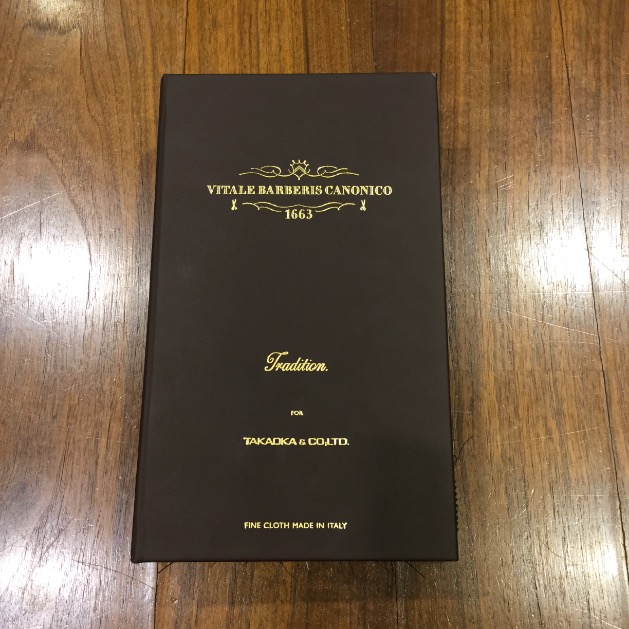 VITALE BARBERIS CANONICO
1663
Tradition.
FOR
TAKAOKA & CO.,LTD.
FINE CLOTH MADE IN ITALY